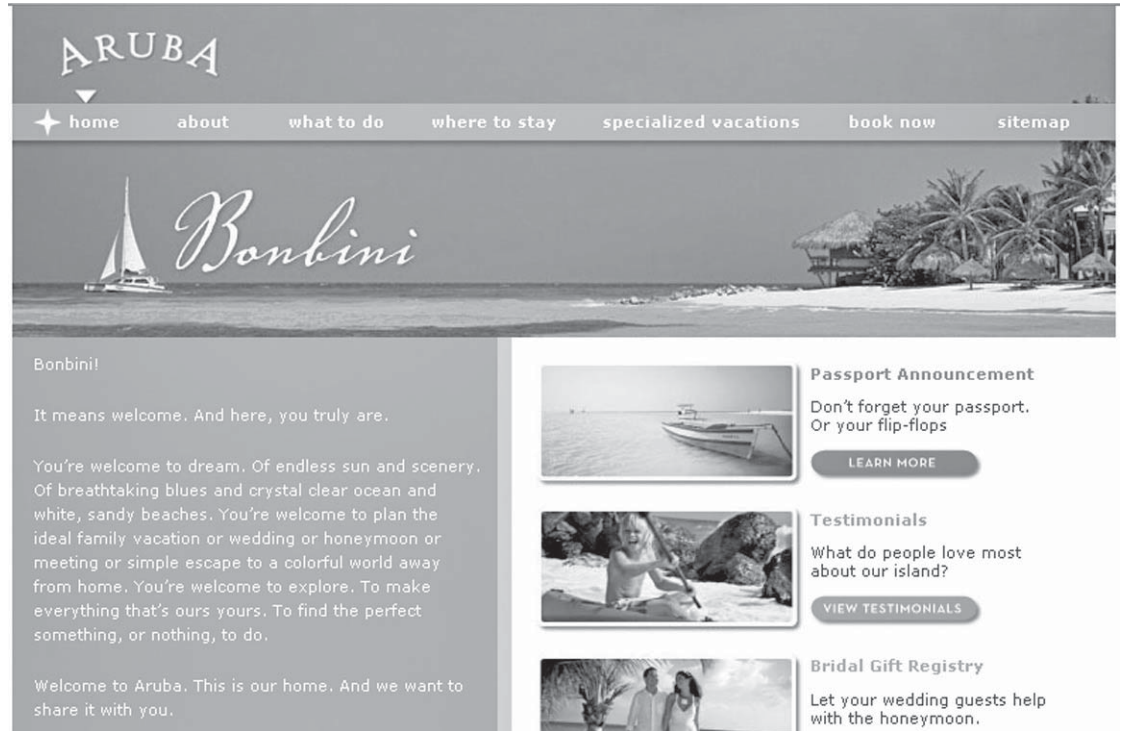 ARUBA
home about what to do where to stay specialized vacations book now sitemap
Bonbini
Bonbini!
It means welcome. And here, you truly are.
You're welcome to dream. Of endless sun and scenery.
Of breathtaking blues and crystal clear ocean and
white, sandy beaches. You're welcome to plan the
ideal family vacation or wedding or honeymoon or
meeting or simple escape to a colorful world away
from home. You're welcome to explore. To make
everything that's ours yours. To find the perfect
something, or nothing, to do.
Welcome to Aruba. This is our home. And we want to
share it with you.
Passport Announcement
Don't forget your passport.
Or your flip-flops
LEARN MORE
Testimonials
What do people love most
about our island?
VIEW TESTIMONIALS
Bridal Gift Registry
Let your wedding guests help
with the honeymoon.